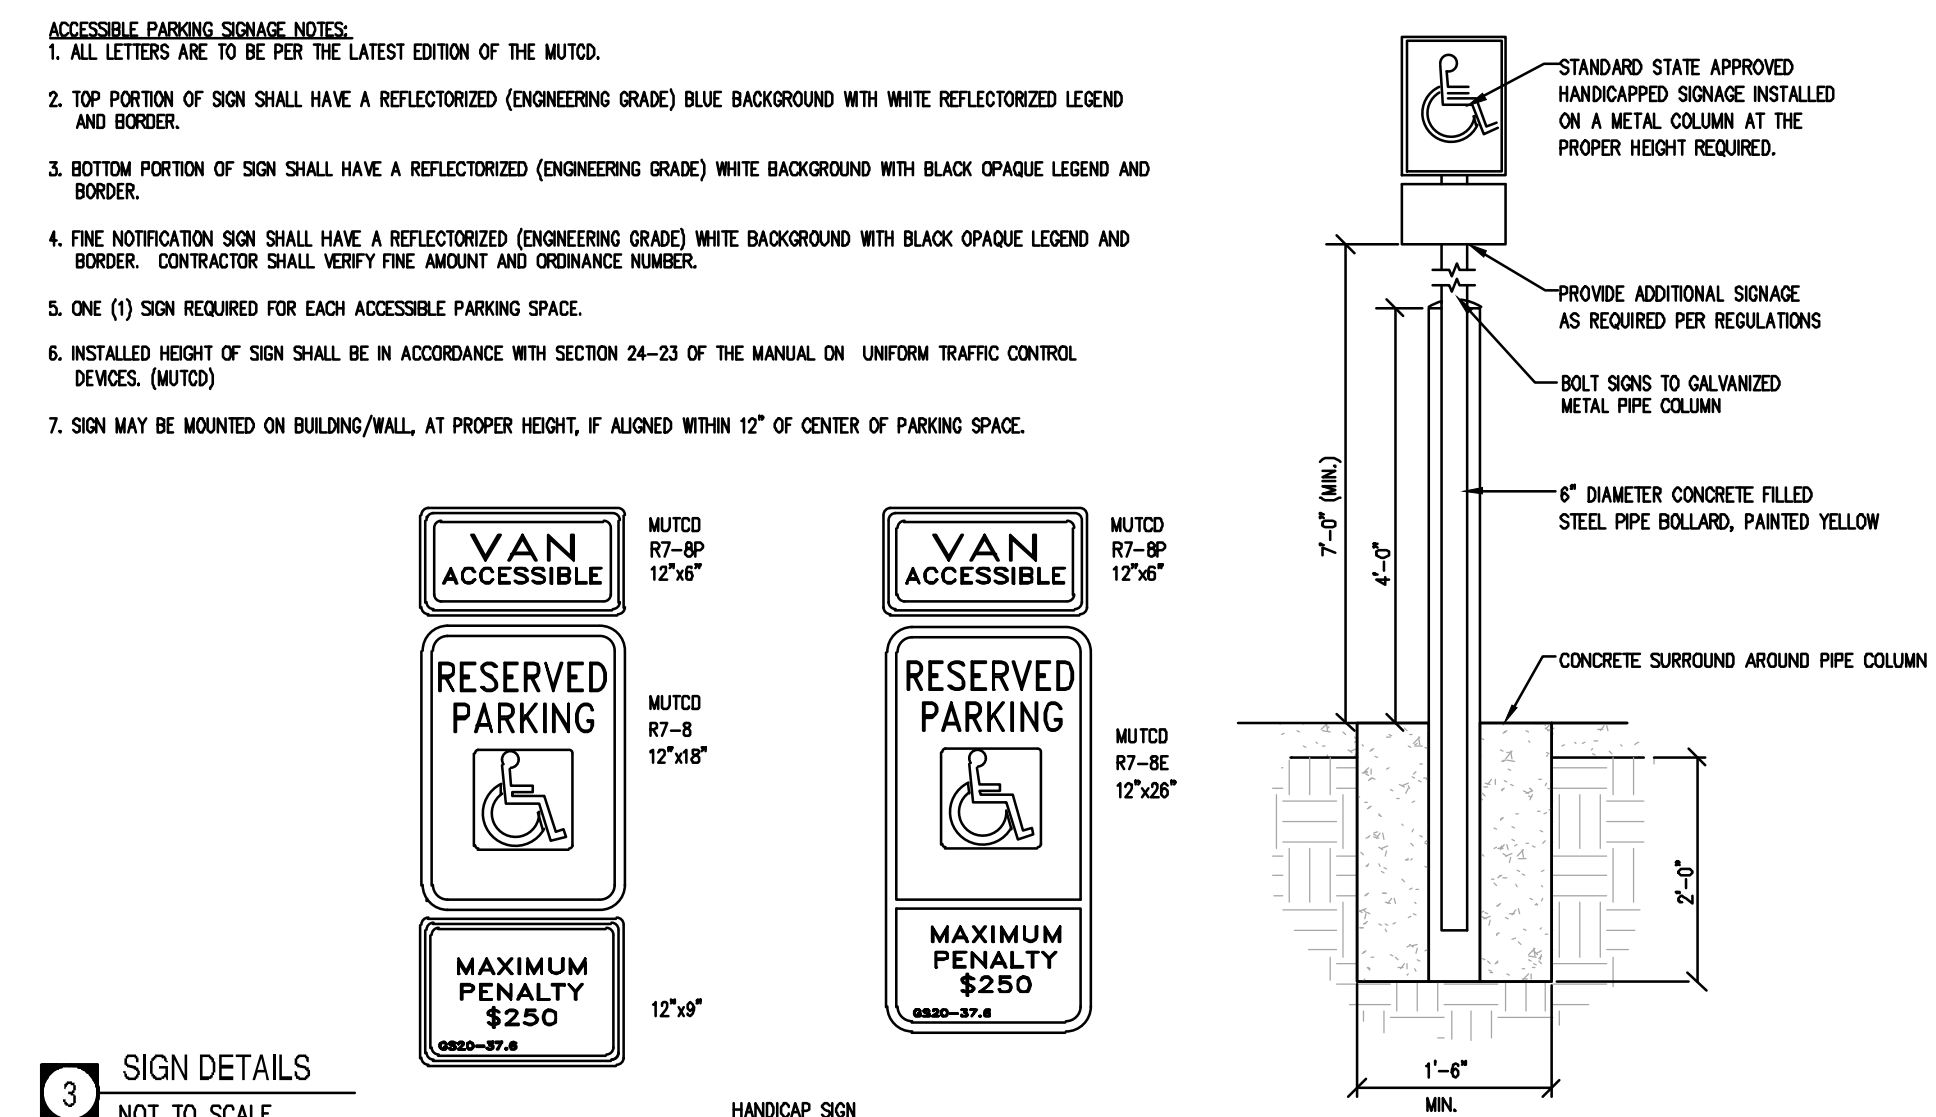 ACCESSIBLE PARKING SIGNAGE NOTES:
1. ALL LETTERS ARE TO BE PER THE LATEST EDITION OF THE MUTCD.
2. TOP PORTION OF SIGN SHALL HAVE A REFLECTORIZED (ENGINEERING GRADE) BLUE BACKGROUND WITH WHITE REFLECTORIZED LEGEND
AND BORDER.
3. BOTTOM PORTION OF SIGN SHALL HAVE A REFLECTORIZED (ENGINEERING GRADE) WHITE BACKGROUND WITH BLACK OPAQUE LEGEND AND
BORDER.
4. FINE NOTIFICATION SIGN SHALL HAVE A REFLECTORIZED (ENGINEERING GRADE) WHITE BACKGROUND WITH BLACK OPAQUE LEGEND AND
BORDER. CONTRACTOR SHALL VERIFY FINE AMOUNT AND ORDINANCE NUMBER.
5. ONE (1) SIGN REQUIRED FOR EACH ACCESSIBLE PARKING SPACE.
6. INSTALLED HEIGHT OF SIGN SHALL BE IN ACCORDANCE WITH SECTION 24-23 OF THE MANUAL ON UNIFORM TRAFFIC CONTROL
DEVICES. (MUTCD)
7. SIGN MAY BE MOUNTED ON BUILDING/WALL, AT PROPER HEIGHT, IF ALIGNED WITHIN 12" OF CENTER OF PARKING SPACE.
VAN
ACCESSIBLE
MUTCD
R7-8P
12"x6"
RESERVED
PARKING
MUTCD
R7-8
12"x18"
MAXIMUM
PENALTY
$250
GS20-37.6
12"x9"
VAN
ACCESSIBLE
MUTCD
R7-8P
12"x6"
RESERVED
PARKING
MUTCD
R7-8E
12"x26"
MAXIMUM
PENALTY
$250
GS20-37.6
STANDARD STATE APPROVED
HANDICAPPED SIGNAGE INSTALLED
ON A METAL COLUMN AT THE
PROPER HEIGHT REQUIRED.
PROVIDE ADDITIONAL SIGNAGE
AS REQUIRED PER REGULATIONS
BOLT SIGNS TO GALVANIZED
METAL PIPE COLUMN
7'-0" (MIN.)
4'-0"
6" DIAMETER CONCRETE FILLED
STEEL PIPE BOLLARD, PAINTED YELLOW
CONCRETE SURROUND AROUND PIPE COLUMN
2'-0"
1'-6"
MIN.
3
SIGN DETAILS
NOT TO SCALE
HANDICAP SIGN